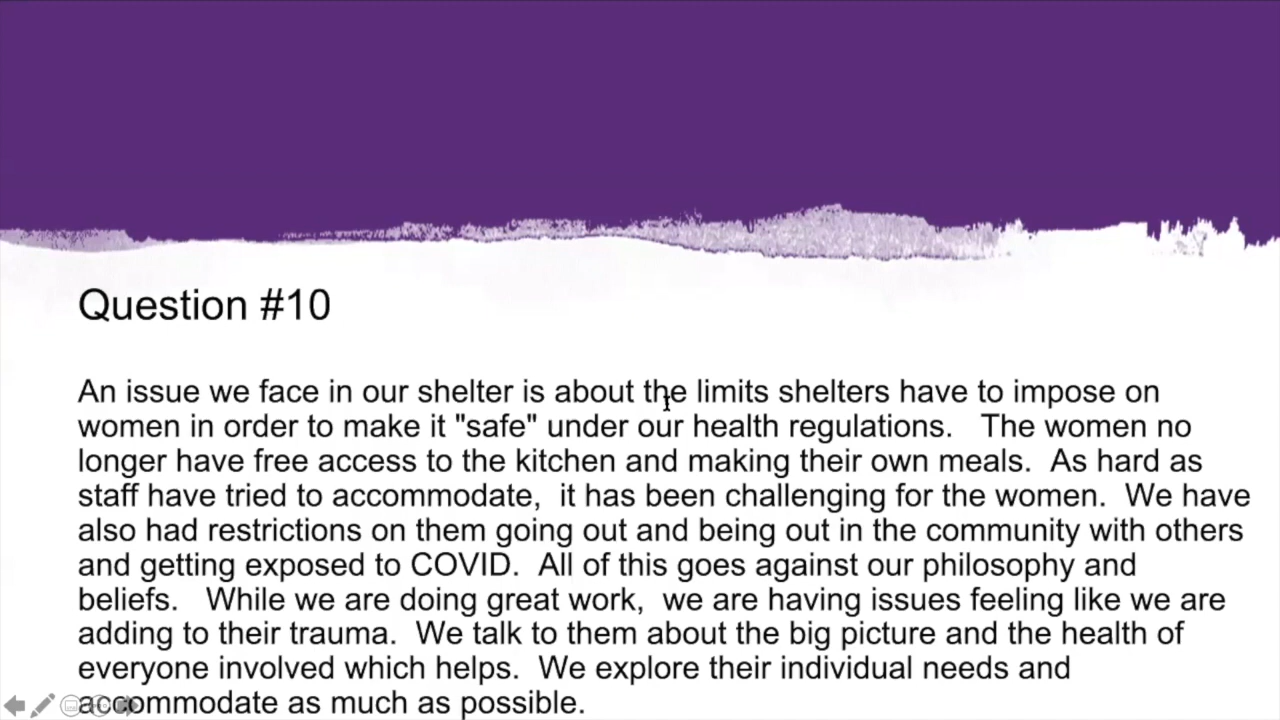 Question #10
An issue we face in our shelter is about the limits shelters have to impose on
women in order to make it "safe" under our health regulations.   The women no
longer have free access to the kitchen and making their own meals.  As hard as
staff have tried to accommodate,  it has been challenging for the women.  We have
also had restrictions on them going out and being out in the community with others
and getting exposed to COVID.  All of this goes against our philosophy and
beliefs.   While we are doing great work,  we are having issues feeling like we are
adding to their trauma.  We talk to them about the big picture and the health of
everyone involved which helps.  We explore their individual needs and
accommodate as much as possible.